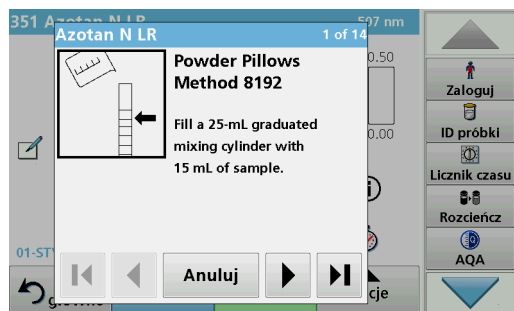 351 Azotan N LR 507 nm
Azotan N LR 1 of 14
Powder Pillows
Method 8192
Fill a 25-mL graduated
mixing cylinder with
15 mL of sample.
Anuluj
0.50
0.00
01-STY
główne
cje
Zaloguj
ID próbki
Licznik czasu
Rozcieńcz
AQA